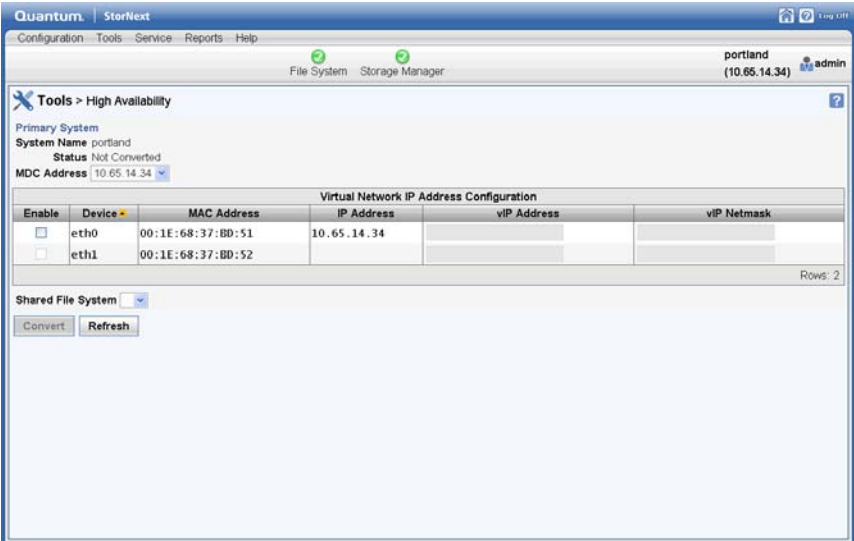 Quantum. StorNext Log Off
Configuration Tools Service Reports Help
File System Storage Manager
portland
(10.65.14.34)
admin
Tools > High Availability
Primary System
System Name portland
Status Not Converted
MDC Address 10.65.14.34
Virtual Network IP Address Configuration
Enable Device MAC Address IP Address vIP Address vIP Netmask
eth0 00:1E:68:37:BD:51 10.65.14.34
eth1 00:1E:68:37:BD:52
Rows: 2
Shared File System
Convert Refresh